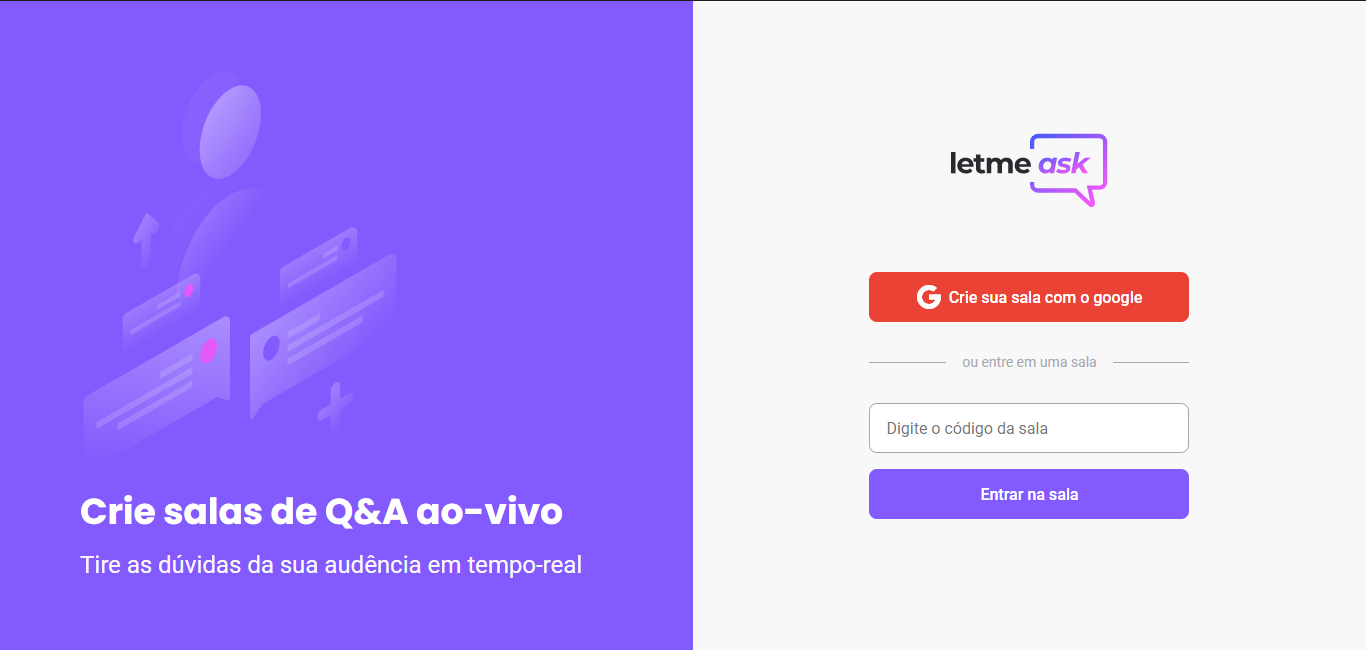 Crie salas de Q&A ao-vivo
Tire as dúvidas da sua audência em tempo-real
letme ask
Crie sua sala com o google
ou entre em uma sala
Digite o código da sala
Entrar na sala